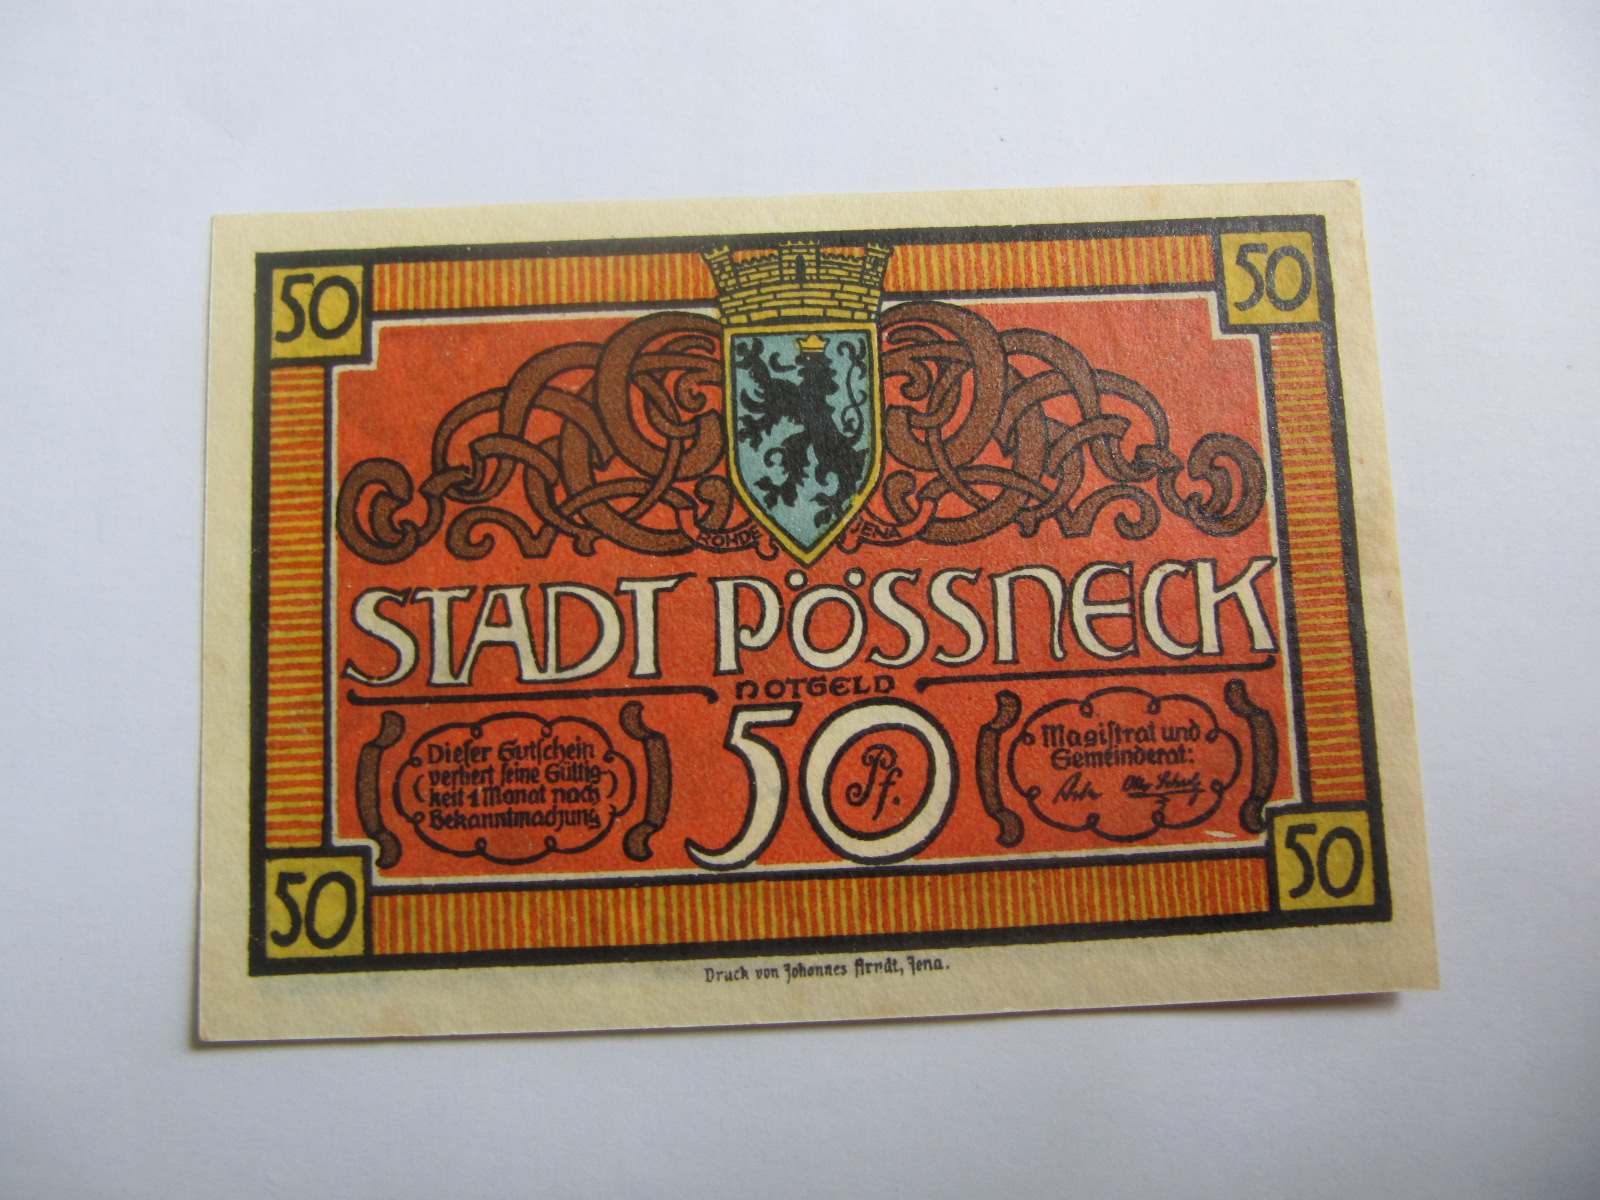 50
50
ROHDE JENA
STADT PÖSSNECK
NOTGELD
50 Pf.
Dieser Gutschein
verliert seine Gültig-
keit 1 Monat nach
Bekanntmachung
Magistrat und
Gemeinderat:
50
50
Druck von Johannes Arndt, Jena.